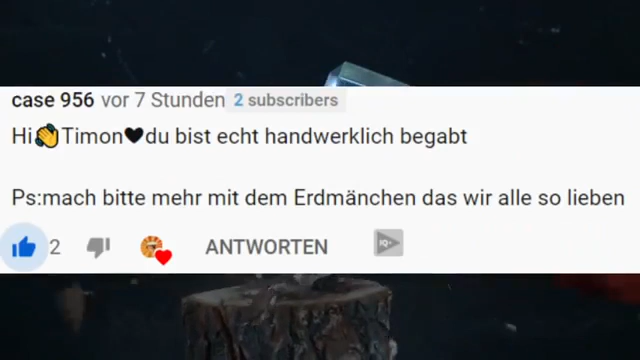 case 956 vor 7 Stunden 2 subscribers
Hi👋Timon🖤du bist echt handwerklich begabt
Ps:mach bitte mehr mit dem Erdmänchen das wir alle so lieben
2 ANTWORTEN IQ+